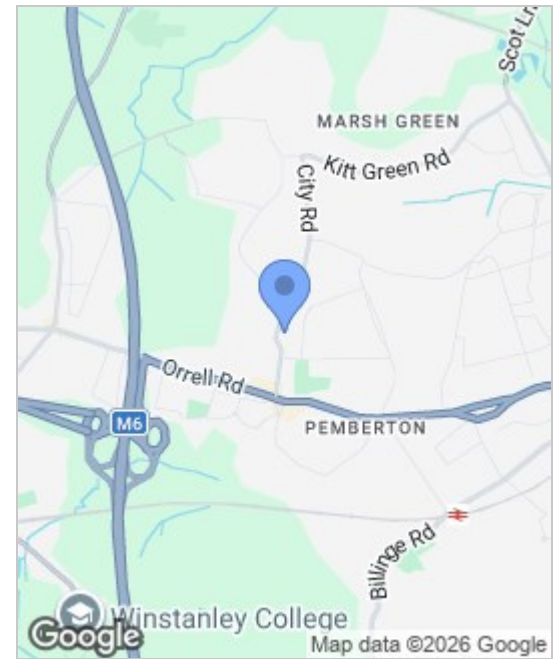 Scot Ln
MARSH GREEN
Kitt Green Rd
City Rd
Orrell Rd
M6
PEMBERTON
Billinge Rd
Winstanley College
Google
Map data ©2026 Google